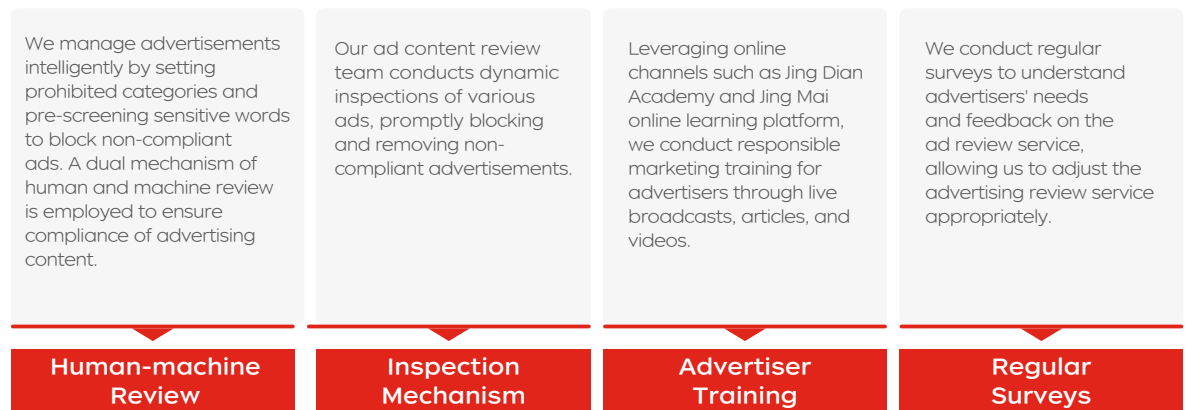 We manage advertisements
intelligently by setting
prohibited categories and
pre-screening sensitive words
to block non-compliant
ads. A dual mechanism of
human and machine review
is employed to ensure
compliance of advertising
content.
Human-machine
Review
Our ad content review
team conducts dynamic
inspections of various
ads, promptly blocking
and removing non-
compliant advertisements.
Inspection
Mechanism
Leveraging online
channels such as Jing Dian
Academy and Jing Mai
online learning platform,
we conduct responsible
marketing training for
advertisers through live
broadcasts, articles, and
videos.
Advertiser
Training
We conduct regular
surveys to understand
advertisers' needs
and feedback on the
ad review service,
allowing us to adjust the
advertising review service
appropriately.
Regular
Surveys